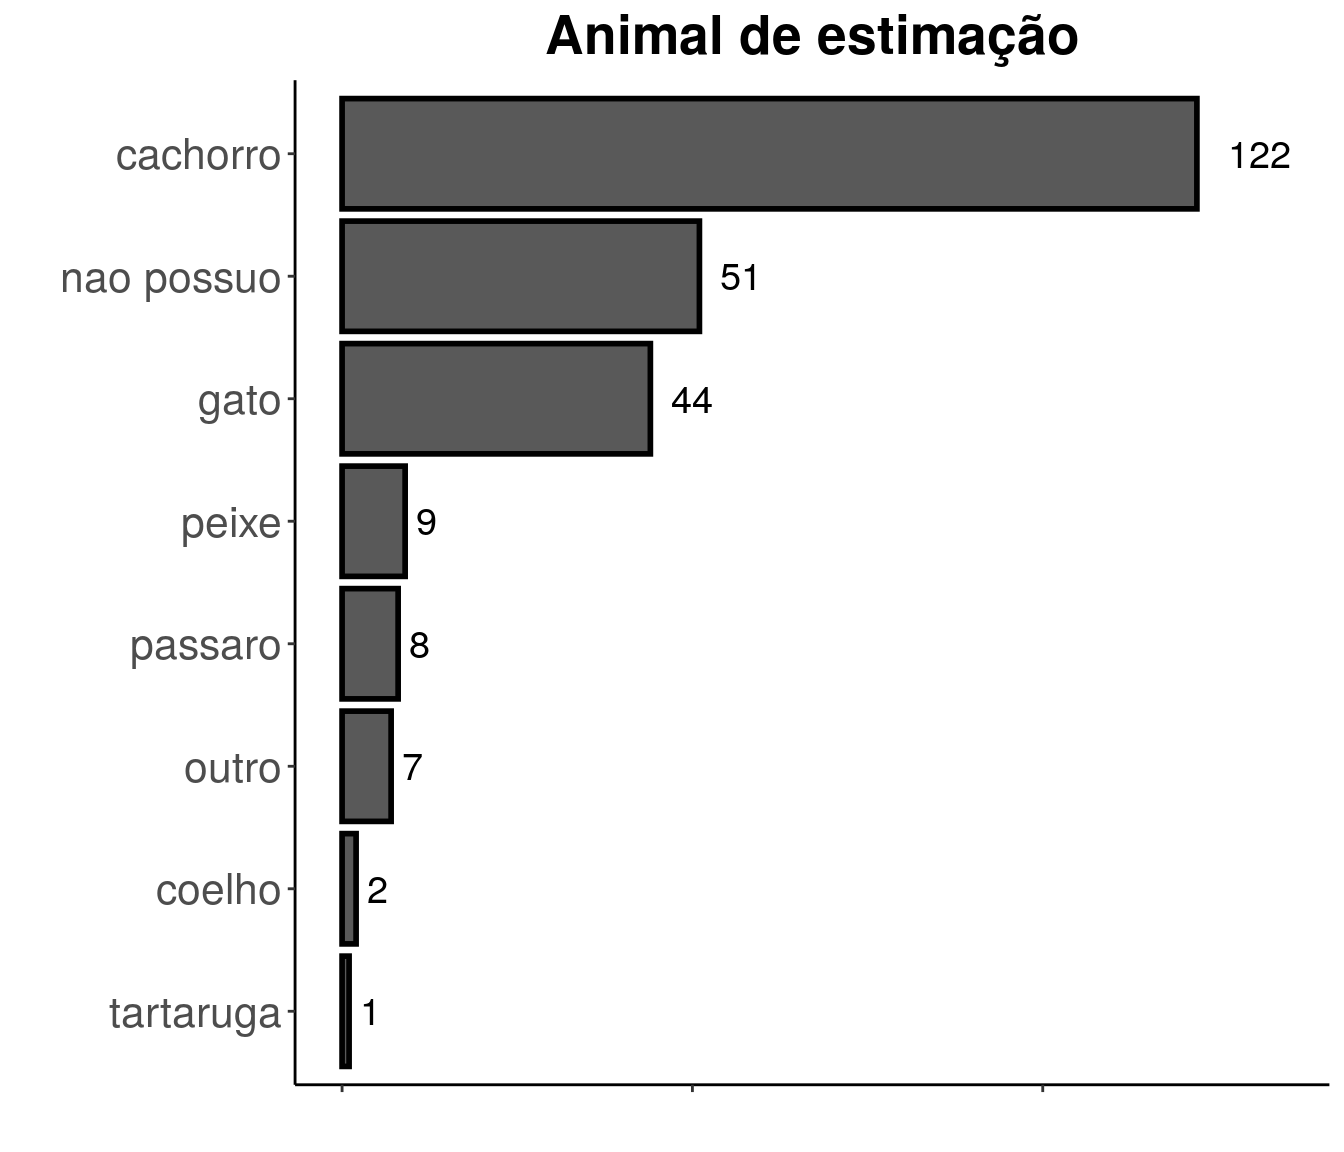 Animal de estimação
cachorro 122
nao possuo 51
gato 44
peixe 9
passaro 8
outro 7
coelho 2
tartaruga 1